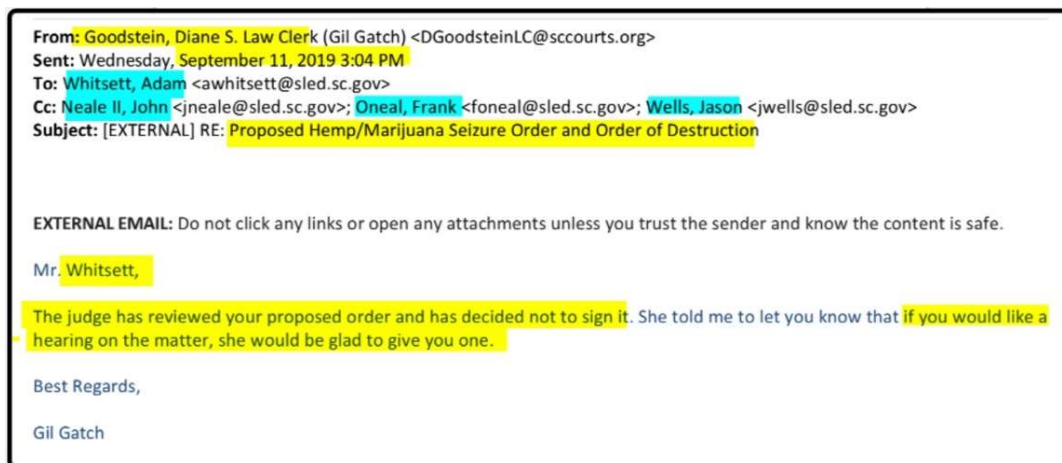 From: Goodstein, Diane S. Law Clerk (Gil Gatch) <DGoodsteinLC@sccourts.org>
Sent: Wednesday, September 11, 2019 3:04 PM
To: Whitsett, Adam <awhitsett@sled.sc.gov>
Cc: Neale II, John <jneale@sled.sc.gov>; Oneal, Frank <foneal@sled.sc.gov>; Wells, Jason <jwells@sled.sc.gov>
Subject: [EXTERNAL] RE: Proposed Hemp/Marijuana Seizure Order and Order of Destruction
EXTERNAL EMAIL: Do not click any links or open any attachments unless you trust the sender and know the content is safe.
Mr. Whitsett,
The judge has reviewed your proposed order and has decided not to sign it. She told me to let you know that if you would like a
hearing on the matter, she would be glad to give you one.
Best Regards,
Gil Gatch